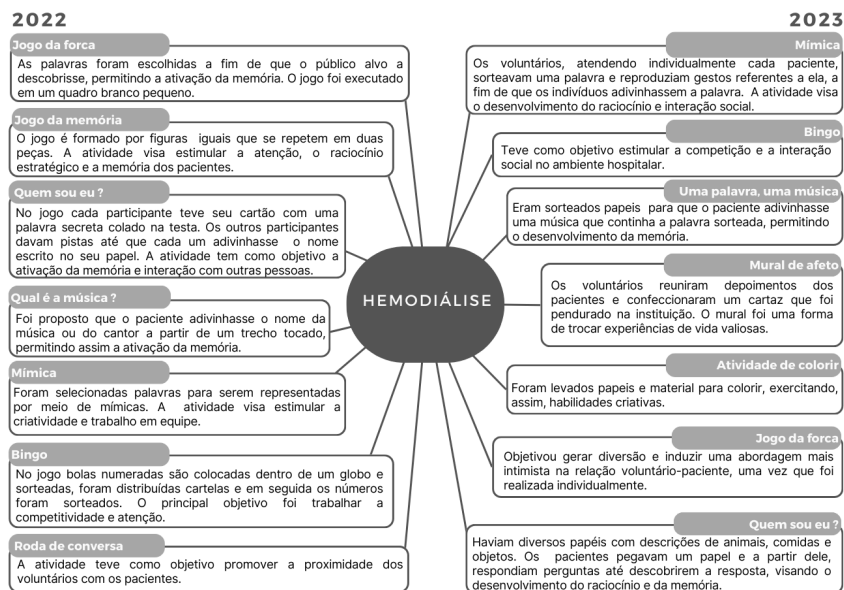 2022
Jogo da forca
As palavras foram escolhidas a fim de que o público alvo a
descobrisse, permitindo a ativação da memória. O jogo foi executado
em um quadro branco pequeno.
Jogo da memória
O jogo é formado por figuras iguais que se repetem em duas
peças. A atividade visa estimular a atenção, o raciocínio
estratégico e a memória dos pacientes.
Quem sou eu ?
No jogo cada participante teve seu cartão com uma
palavra secreta colado na testa. Os outros participantes
davam pistas até que cada um adivinhasse o nome
escrito no seu papel. A atividade tem como objetivo a
ativação da memória e interação com outras pessoas.
Qual é a música ?
Foi proposto que o paciente adivinhasse o nome da
música ou do cantor a partir de um trecho tocado,
permitindo assim a ativação da memória.
Mímica
Foram selecionadas palavras para serem representadas
por meio de mímicas. A atividade visa estimular a
criatividade e trabalho em equipe.
Bingo
No jogo bolas numeradas são colocadas dentro de um globo e
sorteadas, foram distribuídas cartelas e em seguida os números
foram sorteados. O principal objetivo foi trabalhar a
competitividade e atenção.
Roda de conversa
A atividade teve como objetivo promover a proximidade dos
voluntários com os pacientes.
HEMODIÁLISE
2023
Mímica
Os voluntários, atendendo individualmente cada paciente,
sorteavam uma palavra e reproduziam gestos referentes a ela, a
fim de que os indivíduos adivinhassem a palavra. A atividade visa
o desenvolvimento do raciocínio e interação social.
Bingo
Teve como objetivo estimular a competição e a interação
social no ambiente hospitalar.
Uma palavra, uma música
Eram sorteados papeis para que o paciente adivinhasse
uma música que continha a palavra sorteada, permitindo
o desenvolvimento da memória.
Mural de afeto
Os voluntários reuniram depoimentos dos
pacientes e confeccionaram um cartaz que foi
pendurado na instituição. O mural foi uma forma
de trocar experiências de vida valiosas.
Atividade de colorir
Foram levados papeis e material para colorir, exercitando,
assim, habilidades criativas.
Jogo da forca
Objetivou gerar diversão e induzir uma abordagem mais
intimista na relação voluntário-paciente, uma vez que foi
realizada individualmente.
Quem sou eu ?
Haviam diversos papéis com descrições de animais, comidas e
objetos. Os pacientes pegavam um papel e a partir dele,
respondiam perguntas até descobrirem a resposta, visando o
desenvolvimento do raciocínio e da memória.